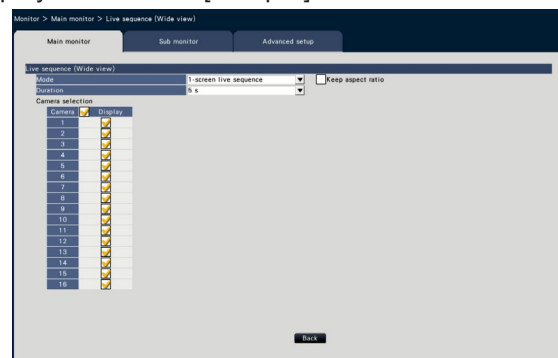 Monitor > Main monitor > Live sequence (Wide view)
Main monitor Sub monitor Advanced setup
Live sequence (Wide view)
Mode 1-screen live sequence Keep aspect ratio
Duration 5 s
Camera selection
Camera Display
1
2
3
4
5
6
7
8
9
10
11
12
13
14
15
16
Back